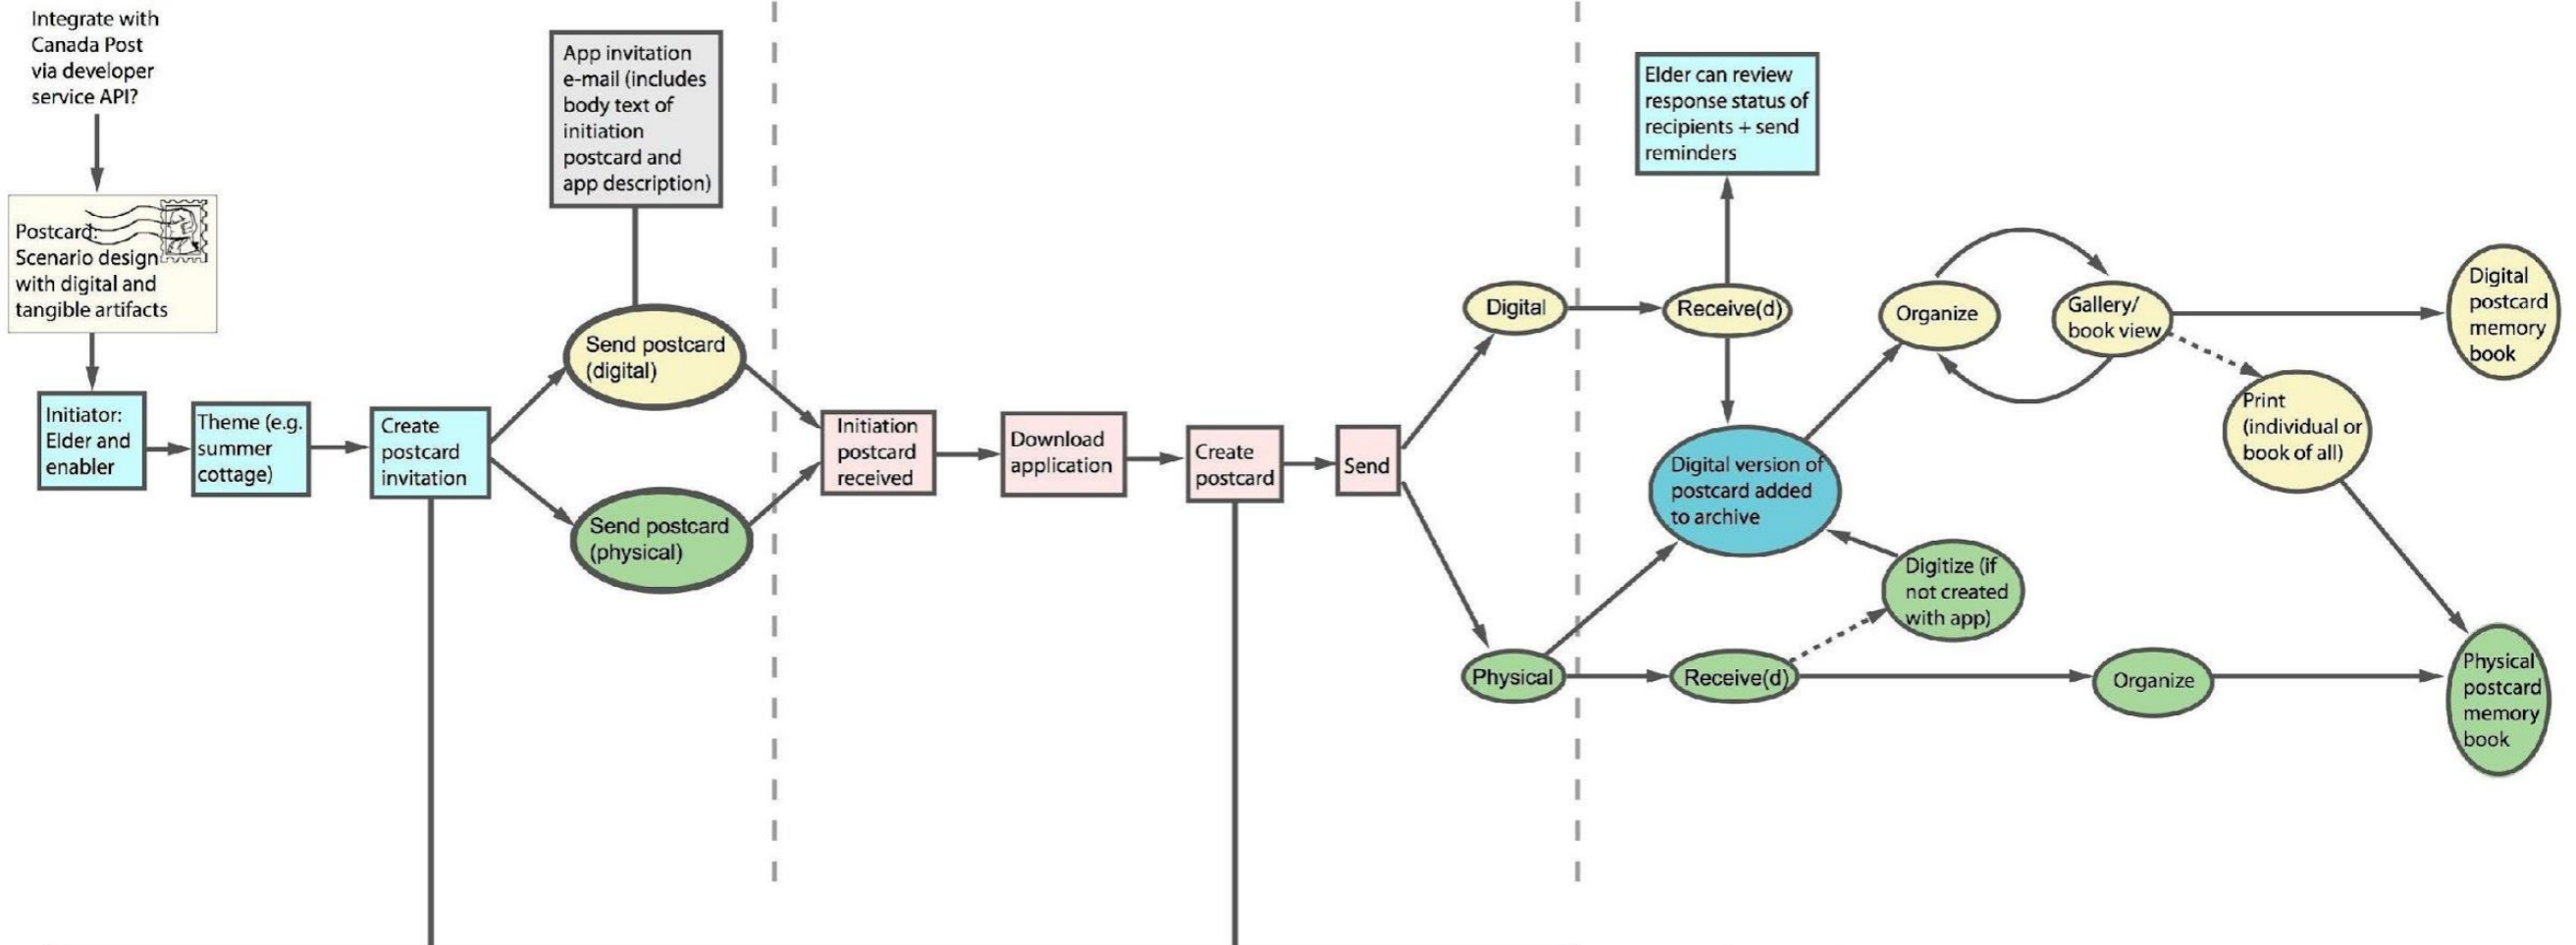 Integrate with
Canada Post
via developer
service API?
Postcard:
Scenario design
with digital and
tangible artifacts
Initiator:
Elder and
enabler
Theme (e.g.
summer
cottage)
Create
postcard
invitation
App invitation
e-mail (includes
body text of
initiation
postcard and
app description)
Send postcard
(digital)
Send postcard
(physical)
Initiation
postcard
received
Download
application
Create
postcard
Send
Digital
Physical
Elder can review
response status of
recipients + send
reminders
Receive(d)
Digital version of
postcard added
to archive
Digitize (if
not created
with app)
Receive(d)
Organize
Gallery/
book view
Print
(individual or
book of all)
Organize
Digital
postcard
memory
book
Physical
postcard
memory
book